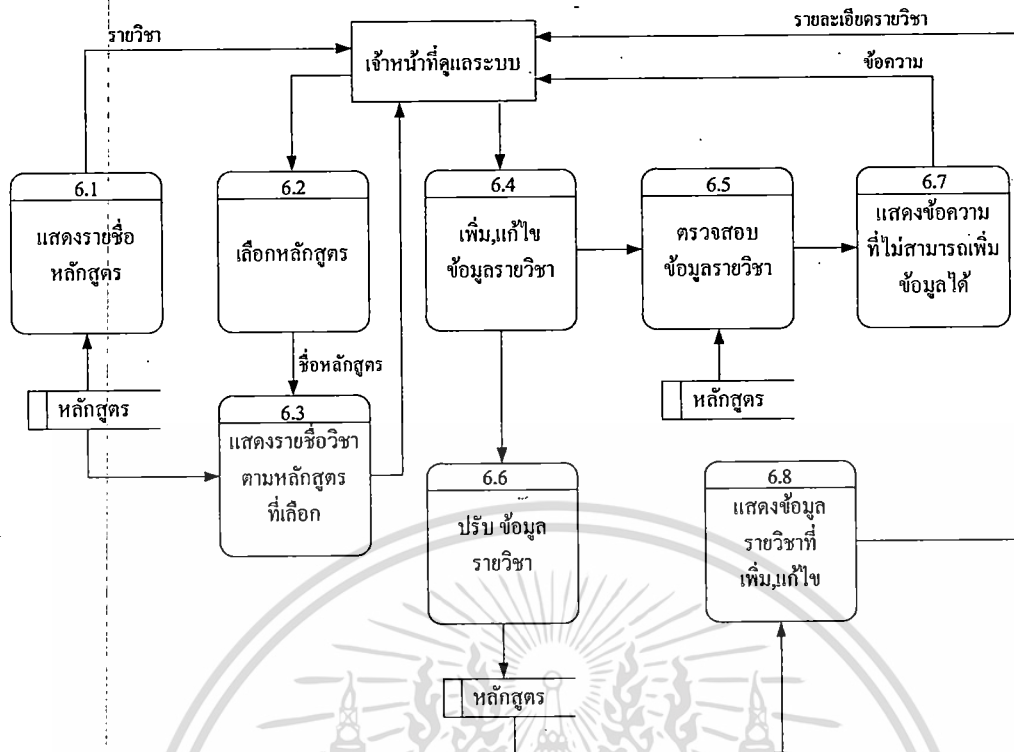 รายวิชา
เจ้าหน้าที่ดูแลระบบ
รายละเอียดรายวิชา
ข้อความ
6.1
แสดงรายชื่อ
หลักสูตร
6.2
เลือกหลักสูตร
6.4
เพิ่ม,แก้ไข
ข้อมูลรายวิชา
6.5
ตรวจสอบ
ข้อมูลรายวิชา
6.7
แสดงข้อความ
ที่ไม่สามารถเพิ่ม
ข้อมูลได้
ชื่อหลักสูตร
หลักสูตร
6.3
แสดงรายชื่อวิชา
ตามหลักสูตร
ที่เลือก
หลักสูตร
6.6
ปรับ ข้อมูล
รายวิชา
6.8
แสดงข้อมูล
รายวิชาที่
เพิ่ม,แก้ไข
หลักสูตร